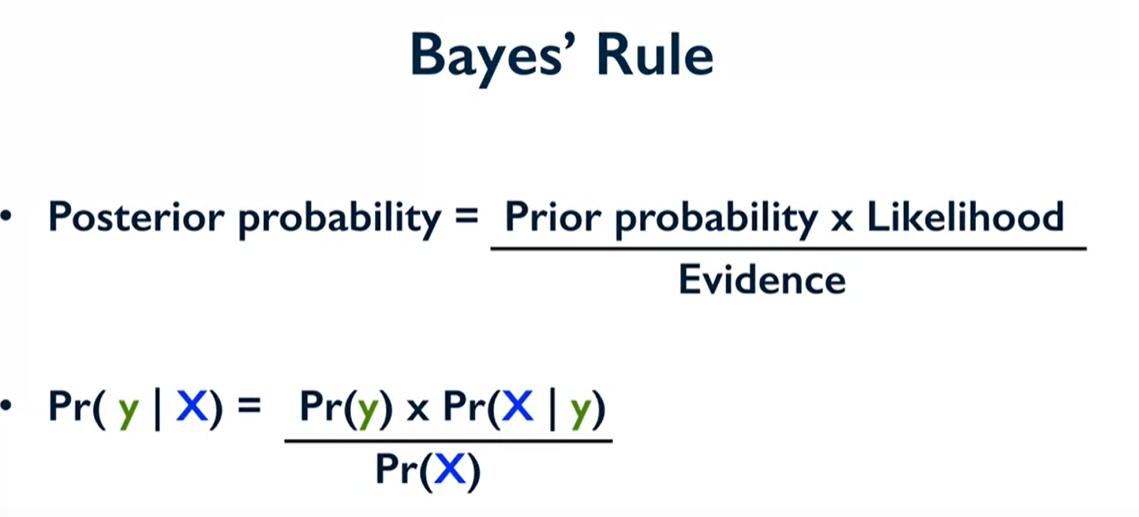 Bayes’ Rule
• Posterior probability = Prior probability x Likelihood
Evidence
• Pr( y | X) = Pr(y) x Pr(X | y)
Pr(X)